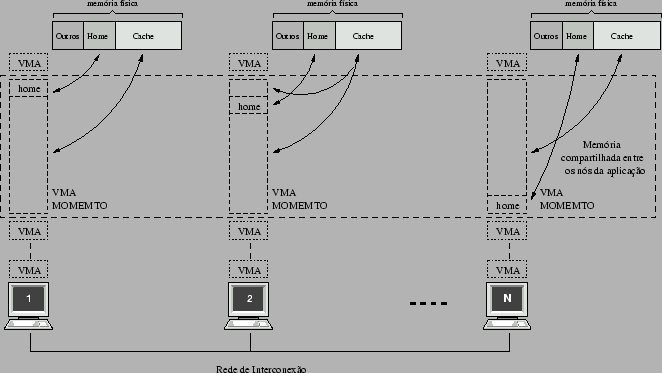 memória física
memória física
memória física
Outros Home Cache
Outros Home Cache
Outros Home Cache
VMA
VMA
VMA
home
home
Memória
compartilhada entre
os nós da aplicação
VMA
MOMEMTO
VMA
MOMEMTO
home
VMA
MOMEMTO
VMA
VMA
VMA
VMA
VMA
VMA
1
2
N
Rede de Interconexão